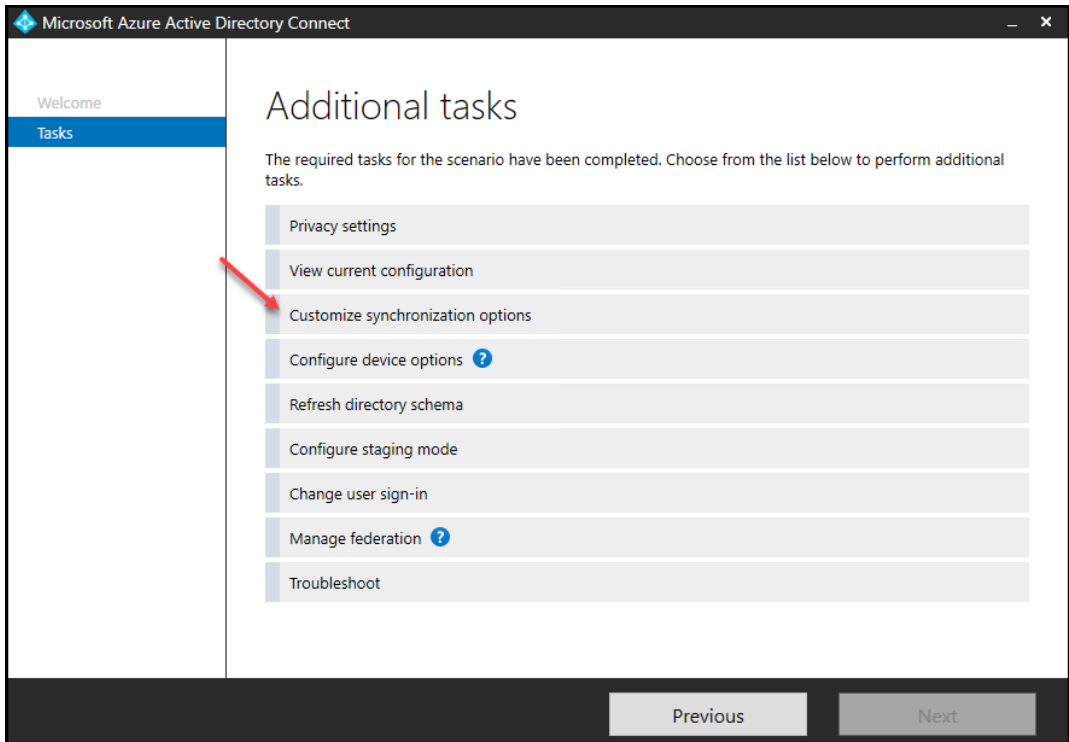 Microsoft Azure Active Directory Connect
Welcome
Tasks
Additional tasks
The required tasks for the scenario have been completed. Choose from the list below to perform additional
tasks.
Privacy settings
View current configuration
Customize synchronization options
Configure device options ?
Refresh directory schema
Configure staging mode
Change user sign-in
Manage federation ?
Troubleshoot
Previous
Next